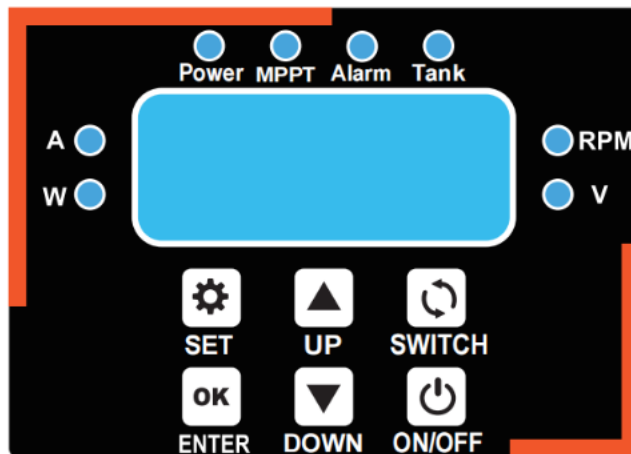 Power MPPT Alarm Tank
A RPM
W V
SET UP SWITCH
OK
ENTER DOWN ON/OFF